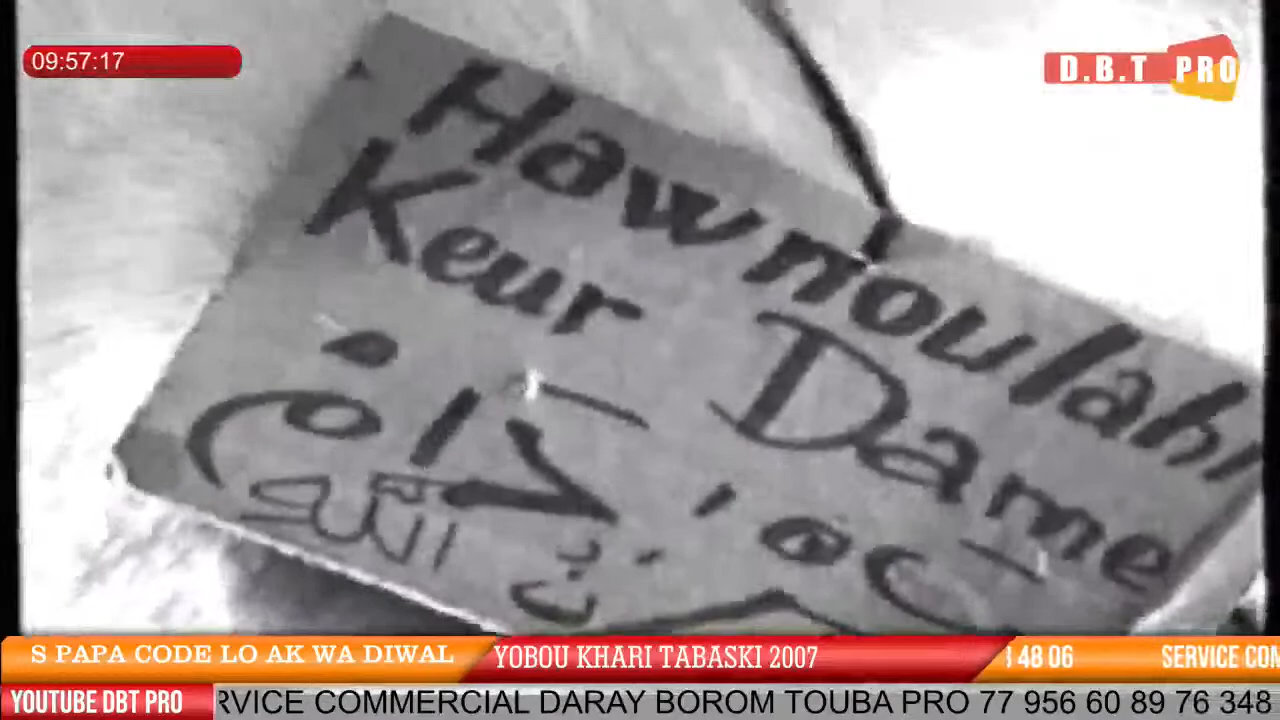 09:57:17
D.B.T PRO
Hawnoulahi
Keur Dame
S PAPA CODE LO AK WA DIWAL
YOBOU KHARI TABASKI 2007
48 06
SERVICE COM
YOUTUBE DBT PRO
RVICE COMMERCIAL DARAY BOROM TOUBA PRO 77 956 60 89 76 348